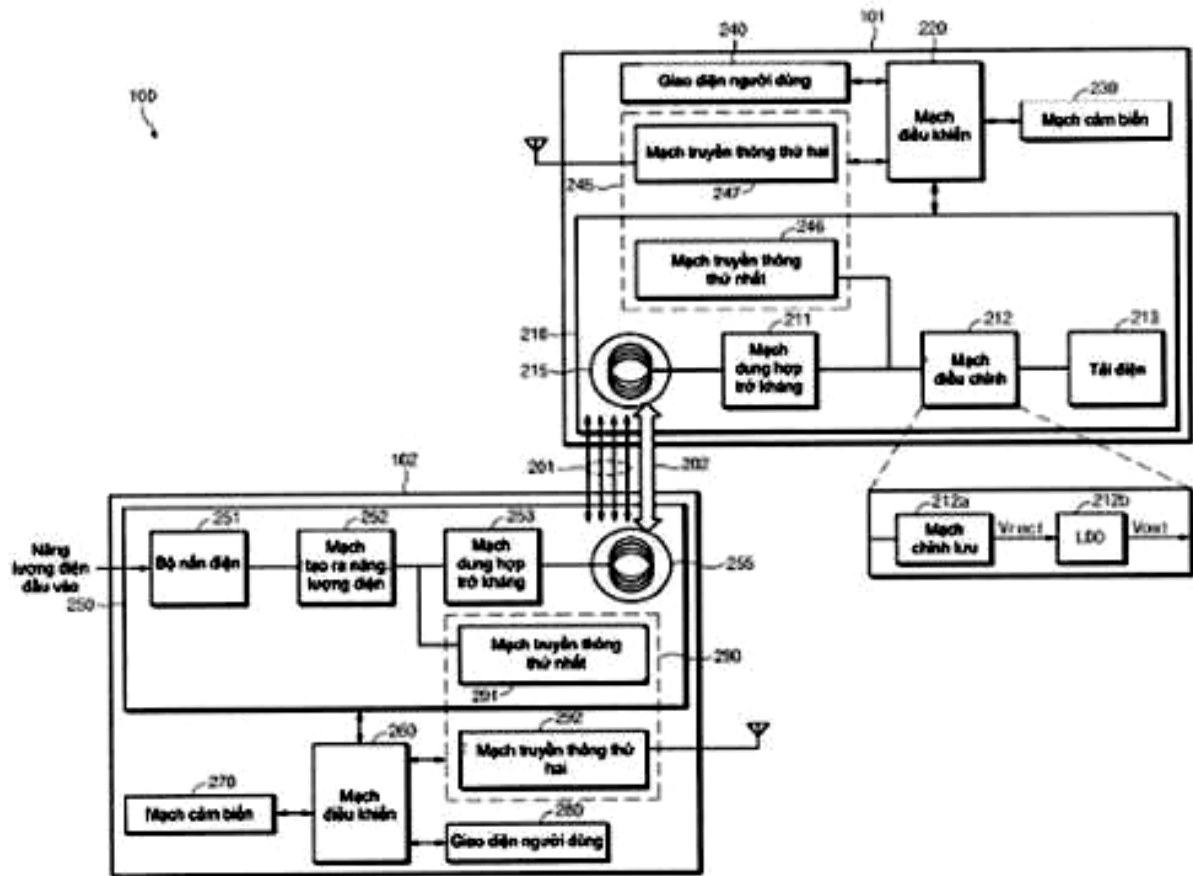 100
101
240
220
Giao diện người dùng
230
Mạch cảm biến
Mạch
điều khiển
Mạch truyền thông thứ hai
245
247
246
Mạch truyền thông
thứ nhất
216
211
212
213
215
Mạch
dung hợp
trở kháng
Mạch
điều chỉnh
Tải điện
201
202
212a
212b
Mạch
chỉnh lưu
Vrect
LDO
Vout
102
251
252
253
Năng
lượng điện
đầu vào
Bộ nắn điện
Mạch
tạo ra năng
lượng điện
Mạch
dung hợp
trở kháng
255
250
Mạch truyền thông
thứ nhất
290
291
292
260
Mạch truyền thông thứ
hai
270
Mạch cảm biến
Mạch
điều khiển
280
Giao diện người dùng